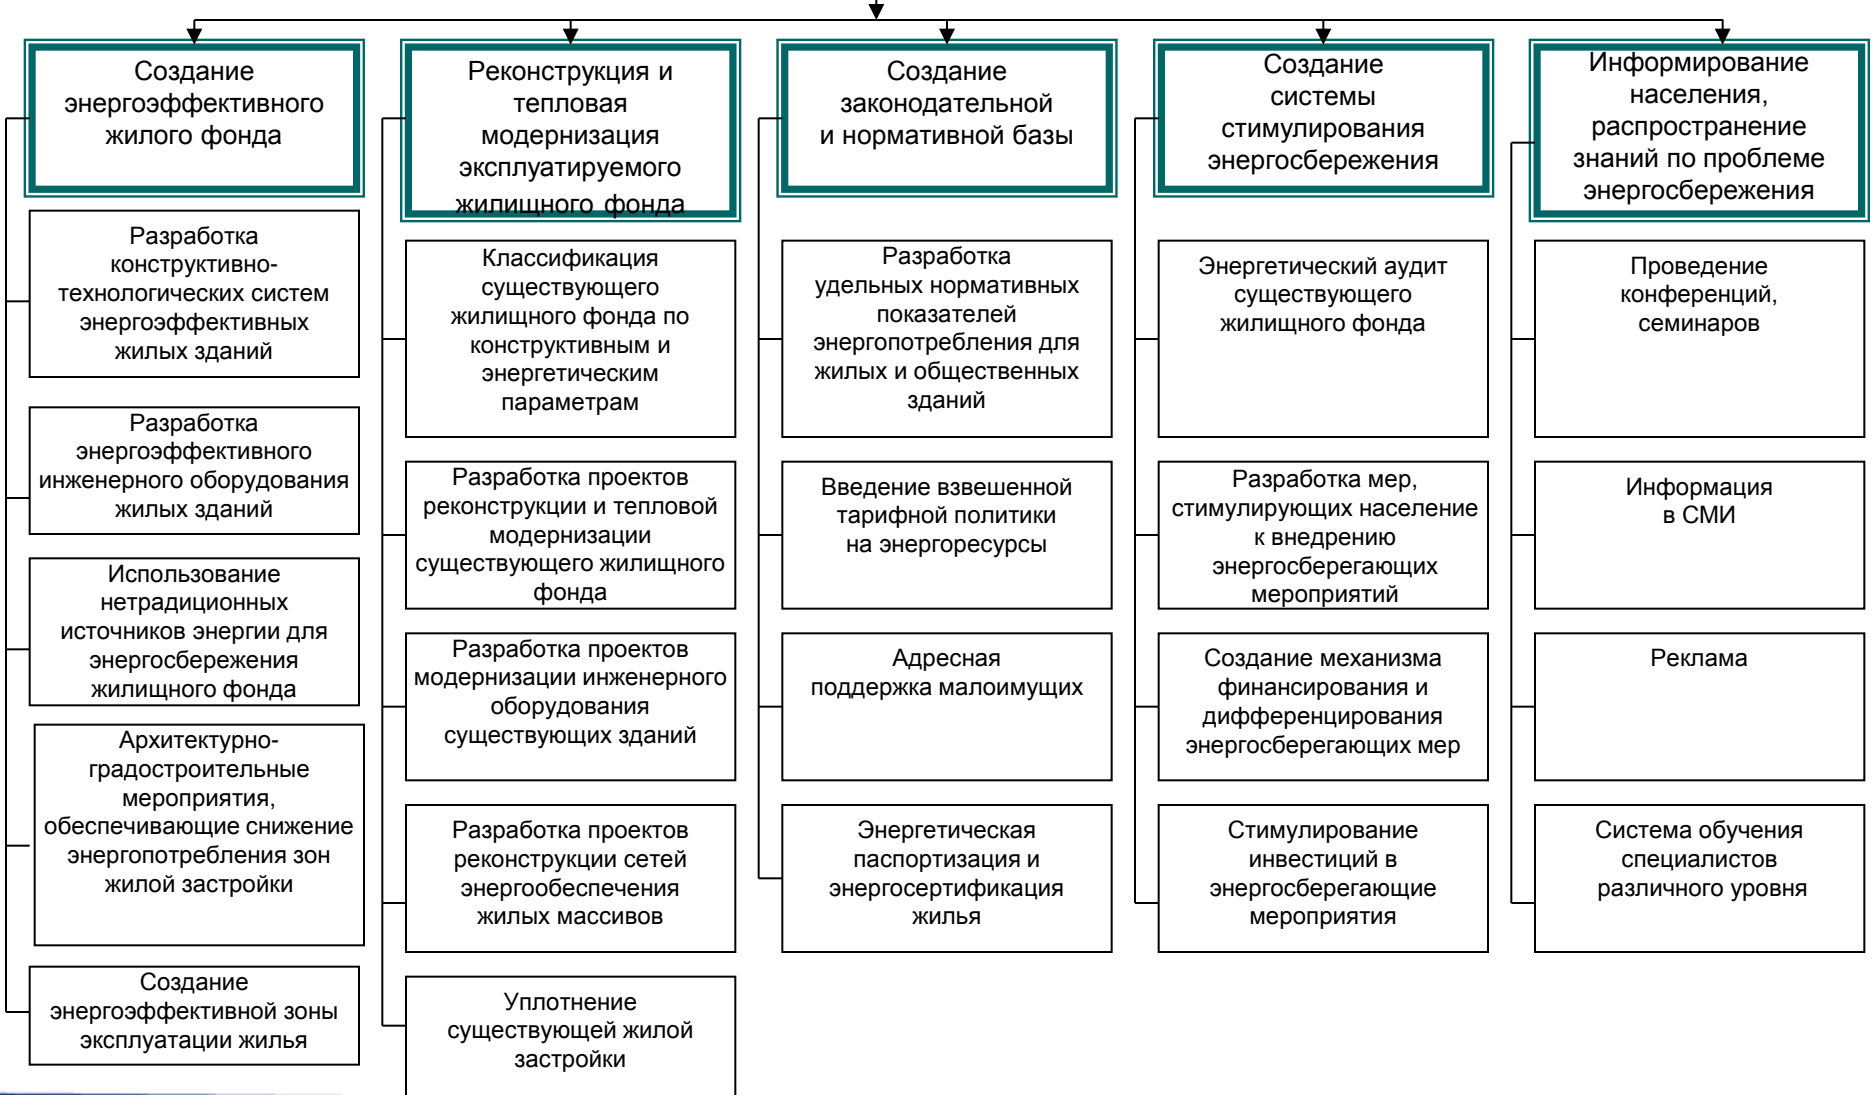 Создание
энергоэффективного
жилого фонда
Разработка
конструктивно-
технологических систем
энергоэффективных
жилых зданий
Разработка
энергоэффективного
инженерного оборудования
жилых зданий
Использование
нетрадиционных
источников энергии для
энергосбережения
жилищного фонда
Архитектурно-
градостроительные
мероприятия,
обеспечивающие снижение
энергопотребления зон
жилой застройки
Создание
энергоэффективной зоны
эксплуатации жилья
Реконструкция и
тепловая
модернизация
эксплуатируемого
жилищного фонда
Классификация
существующего
жилищного фонда по
конструктивным и
энергетическим
параметрам
Разработка проектов
реконструкции и тепловой
модернизации
существующего жилищного
фонда
Разработка проектов
модернизации инженерного
оборудования
существующих зданий
Разработка проектов
реконструкции сетей
энергообеспечения
жилых массивов
Уплотнение
существующей жилой
застройки
Создание
законодательной
и нормативной базы
Разработка
удельных нормативных
показателей
энергопотребления для
жилых и общественных
зданий
Введение взвешенной
тарифной политики
на энергоресурсы
Адресная
поддержка малоимущих
Энергетическая
паспортизация и
энергосертификация
жилья
Создание
системы
стимулирования
энергосбережения
Энергетический аудит
существующего
жилищного фонда
Разработка мер,
стимулирующих население
к внедрению
энергосберегающих
мероприятий
Создание механизма
финансирования и
дифференцирования
энергосберегающих мер
Стимулирование
инвестиций в
энергосберегающие
мероприятия
Информирование
населения,
распространение
знаний по проблеме
энергосбережения
Проведение
конференций,
семинаров
Информация
в СМИ
Реклама
Система обучения
специалистов
различного уровня